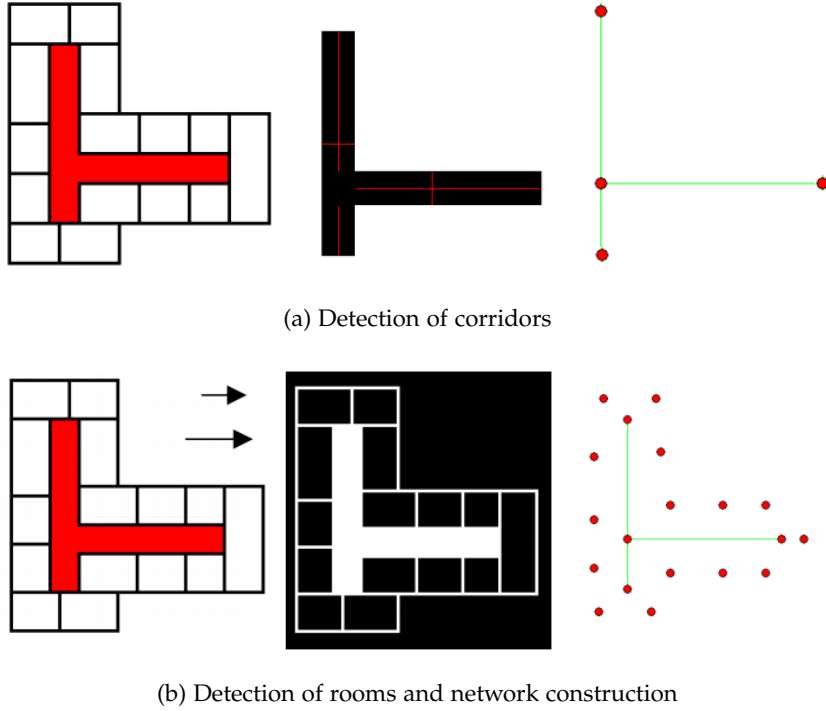 (a) Detection of corridors
(b) Detection of rooms and network construction